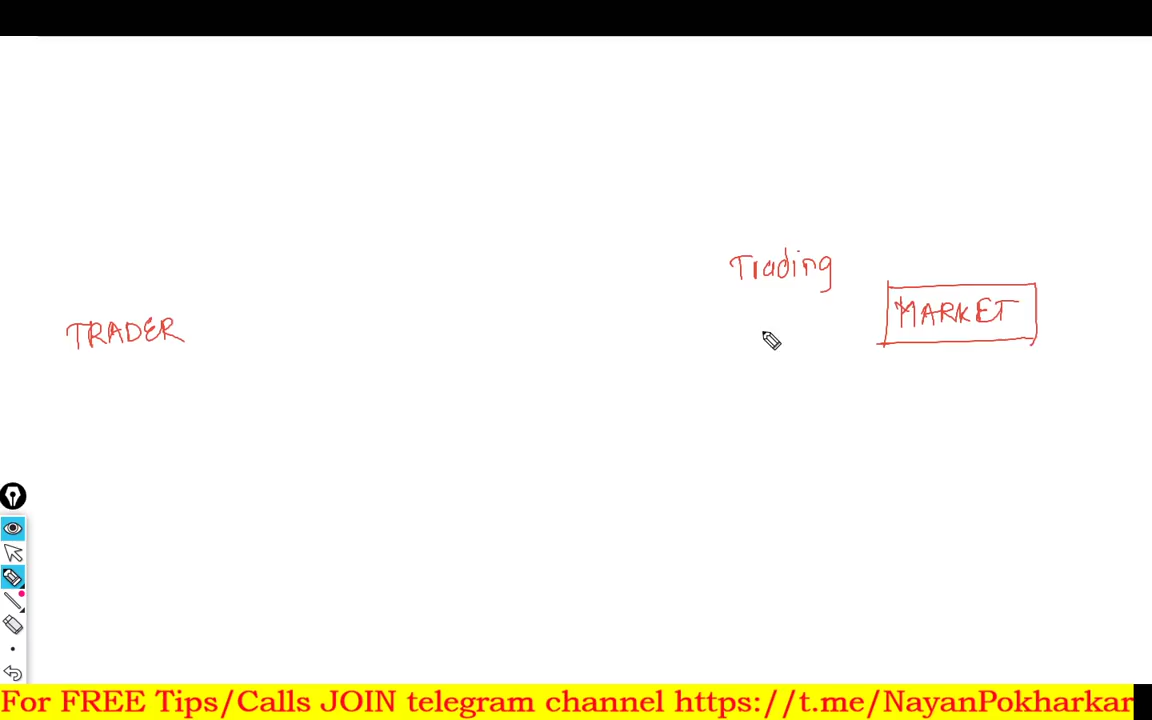 Trading
MARKET
TRADER
For FREE Tips/Calls JOIN telegram channel https://t.me/NayanPokharkar